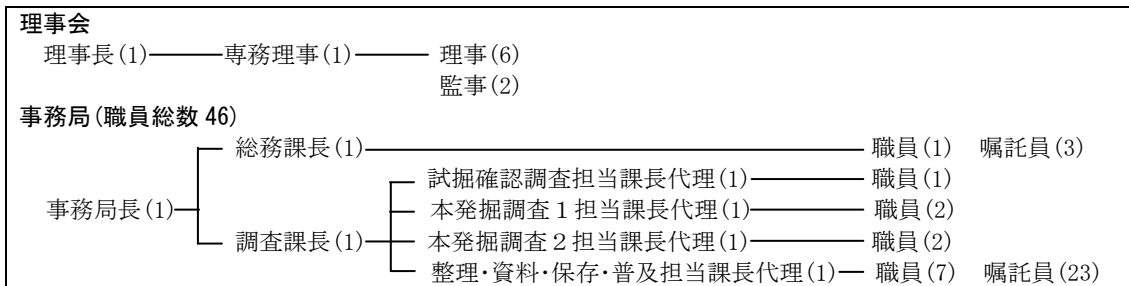 理事会
理事長(1) 専務理事(1) 理事(6)
監事(2)
事務局(職員総数 46)
総務課長(1) 職員(1) 嘱託員(3)
試掘確認調査担当課長代理(1) 職員(1)
事務局長(1) 本発掘調査1担当課長代理(1) 職員(2)
調査課長(1) 本発掘調査2担当課長代理(1) 職員(2)
整理・資料・保存・普及担当課長代理(1) 職員(7) 嘱託員(23)